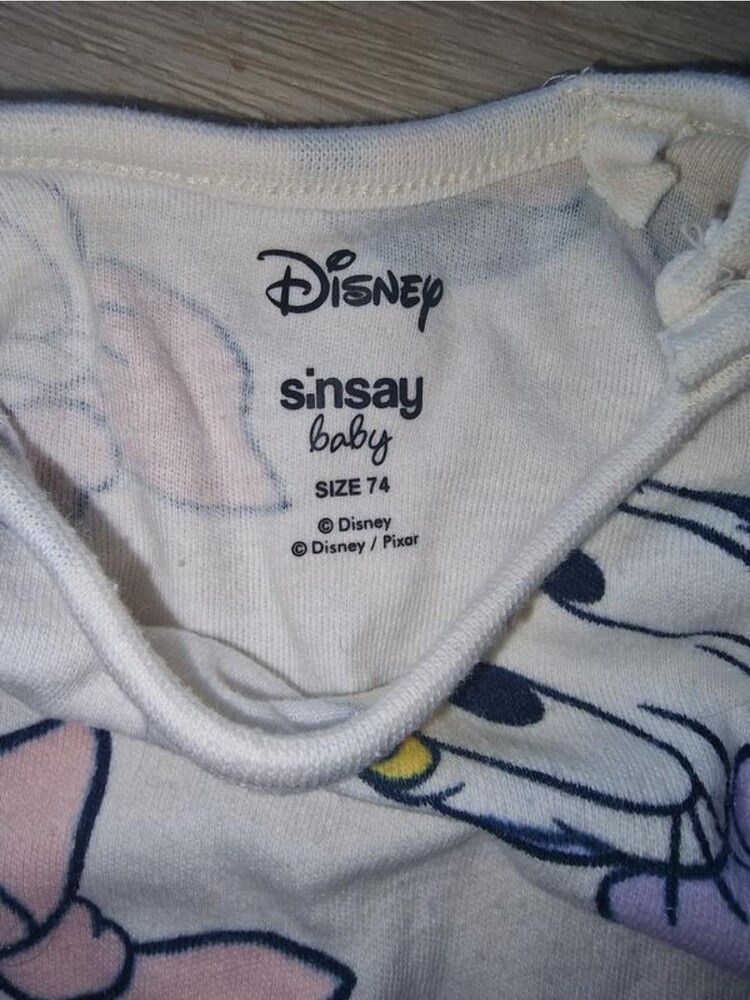 Disney
sinsay
baby
SIZE 74
© Disney
© Disney / Pixar